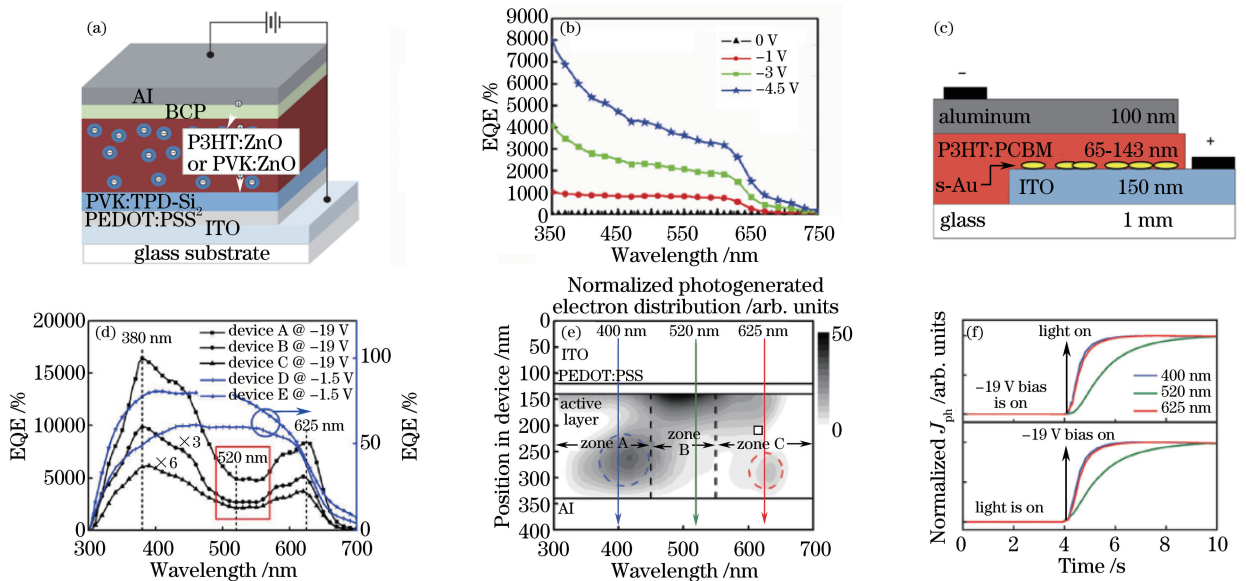 (a)
AI
BCP
P3HT:ZnO
or PVK:ZnO
PVK:TPD-Si2
PEDOT:PSS
ITO
glass substrate
(b)
EQE /%
9000
8000
7000
6000
5000
4000
3000
2000
1000
0
0 V
−1 V
−3 V
−4.5 V
350
450
550
650
750
Wavelength /nm
(c)
−
aluminum 100 nm
+
P3HT:PCBM 65-143 nm
s-Au ITO 150 nm
glass 1 mm
(d)
EQE /%
20000
15000
10000
5000
0
380 nm
device A @ −19 V
device B @ −19 V
device C @ −19 V
device D @ −1.5 V
device E @ −1.5 V
×3
×6
520 nm
625 nm
100
50
0
EQE /%
300
400
500
600
700
Wavelength /nm
Normalized photogenerated
electron distribution /arb. units
(e)
400 nm
520 nm
625 nm
50
0
Position in device /nm
0
50
100
150
200
250
300
350
400
ITO
PEDOT:PSS
active
layer
zone A
zone
B
zone C
AI
300
400
500
600
700
Wavelength /nm
(f)
Normalized Jph /arb. units
light on
−19 V bias
is on
400 nm
520 nm
625 nm
−19 V bias on
light is on
0
2
4
6
8
10
Time /s